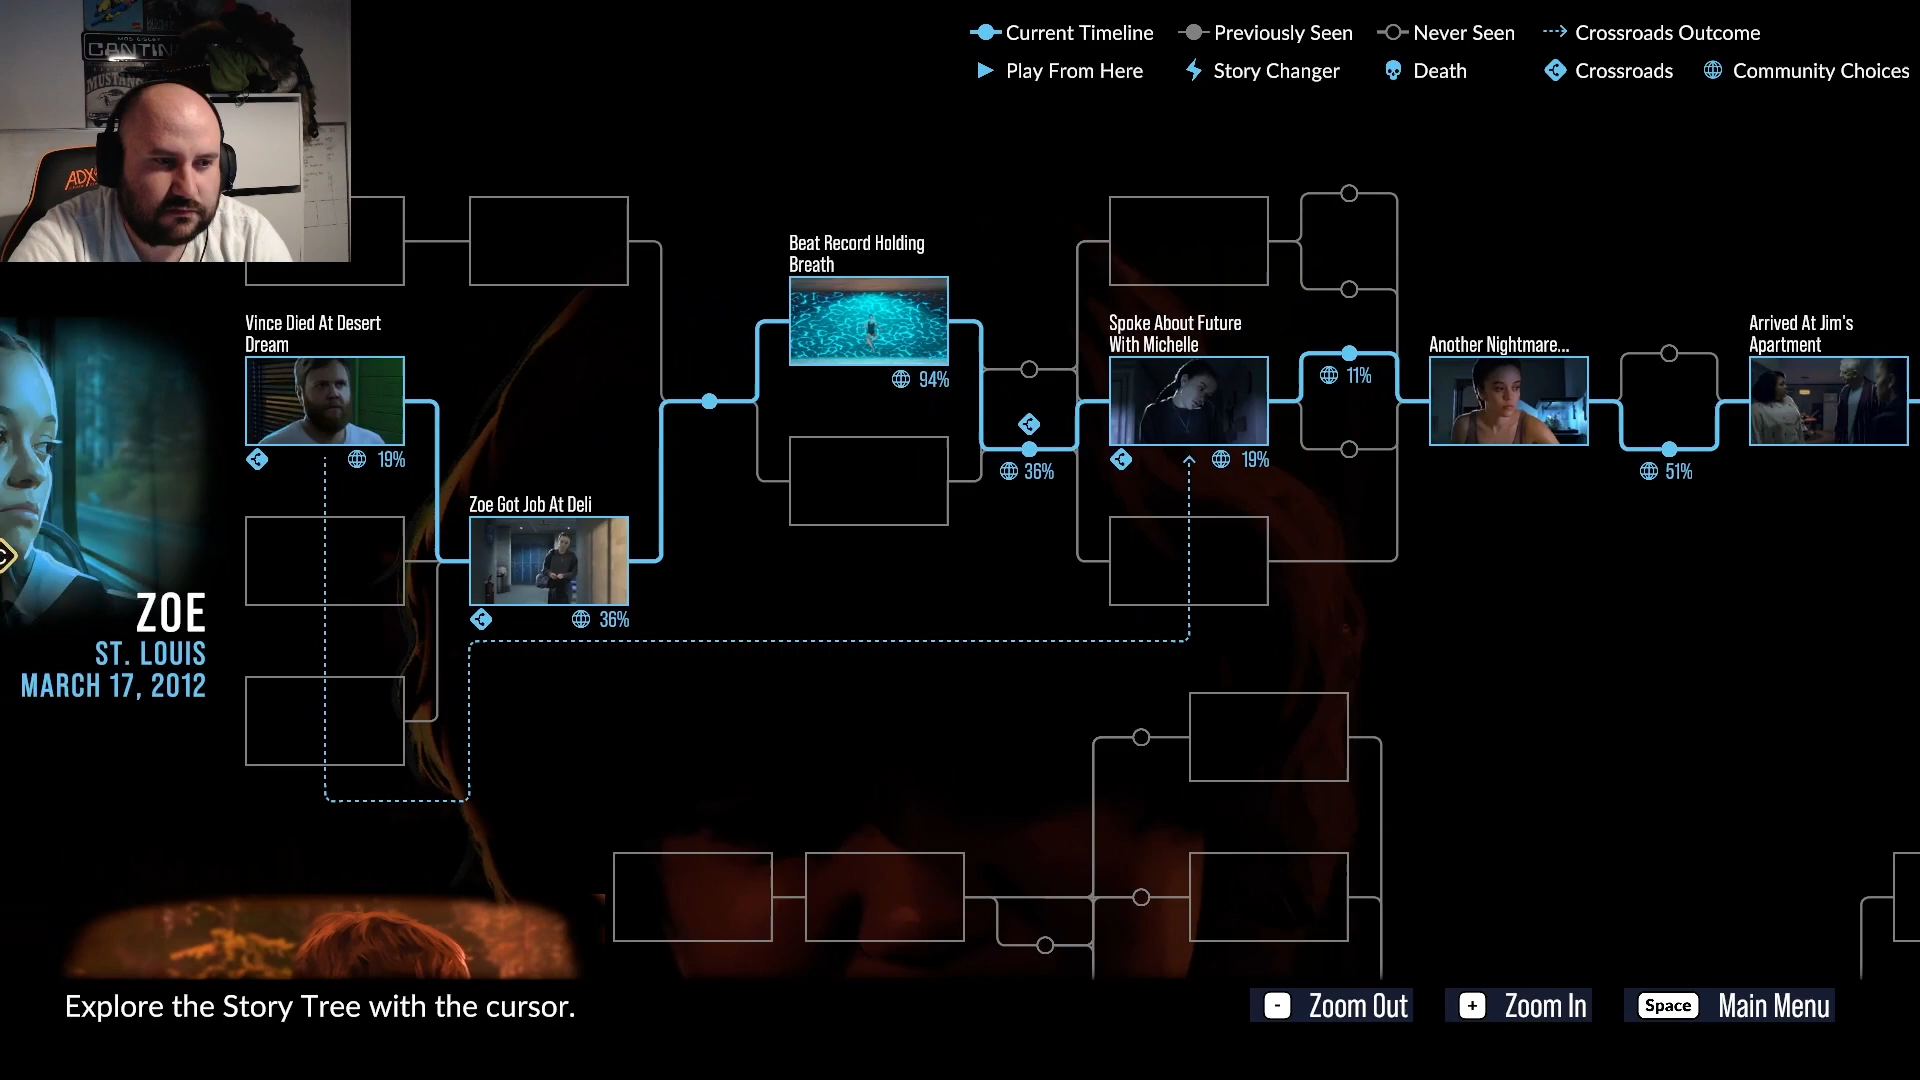 Current Timeline
Previously Seen
Never Seen
Crossroads Outcome
Play From Here
Story Changer
Death
Crossroads
Community Choices
CANTIN
MUSTANG
ADX
Beat Record Holding
Breath
94%
Vince Died At Desert
Dream
19%
Spoke About Future
With Michelle
19%
11%
Another Nightmare...
Arrived At Jim's
Apartment
36%
51%
Zoe Got Job At Deli
36%
ZOE
ST. LOUIS
MARCH 17, 2012
Explore the Story Tree with the cursor.
- Zoom Out
+ Zoom In
Space Main Menu